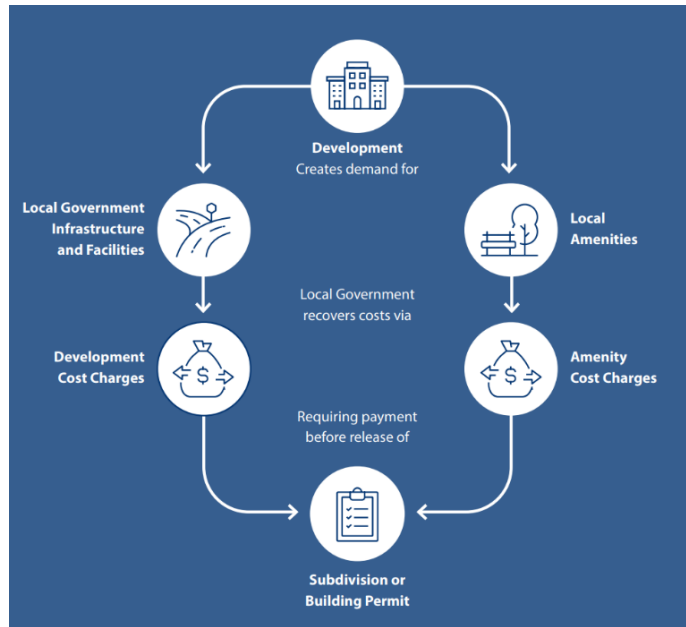 Development
Creates demand for
Local Government
Infrastructure
and Facilities
Local
Amenities
Local Government
recovers costs via
Development
Cost Charges
$
Amenity
Cost Charges
$
Requiring payment
before release of
Subdivision or
Building Permit